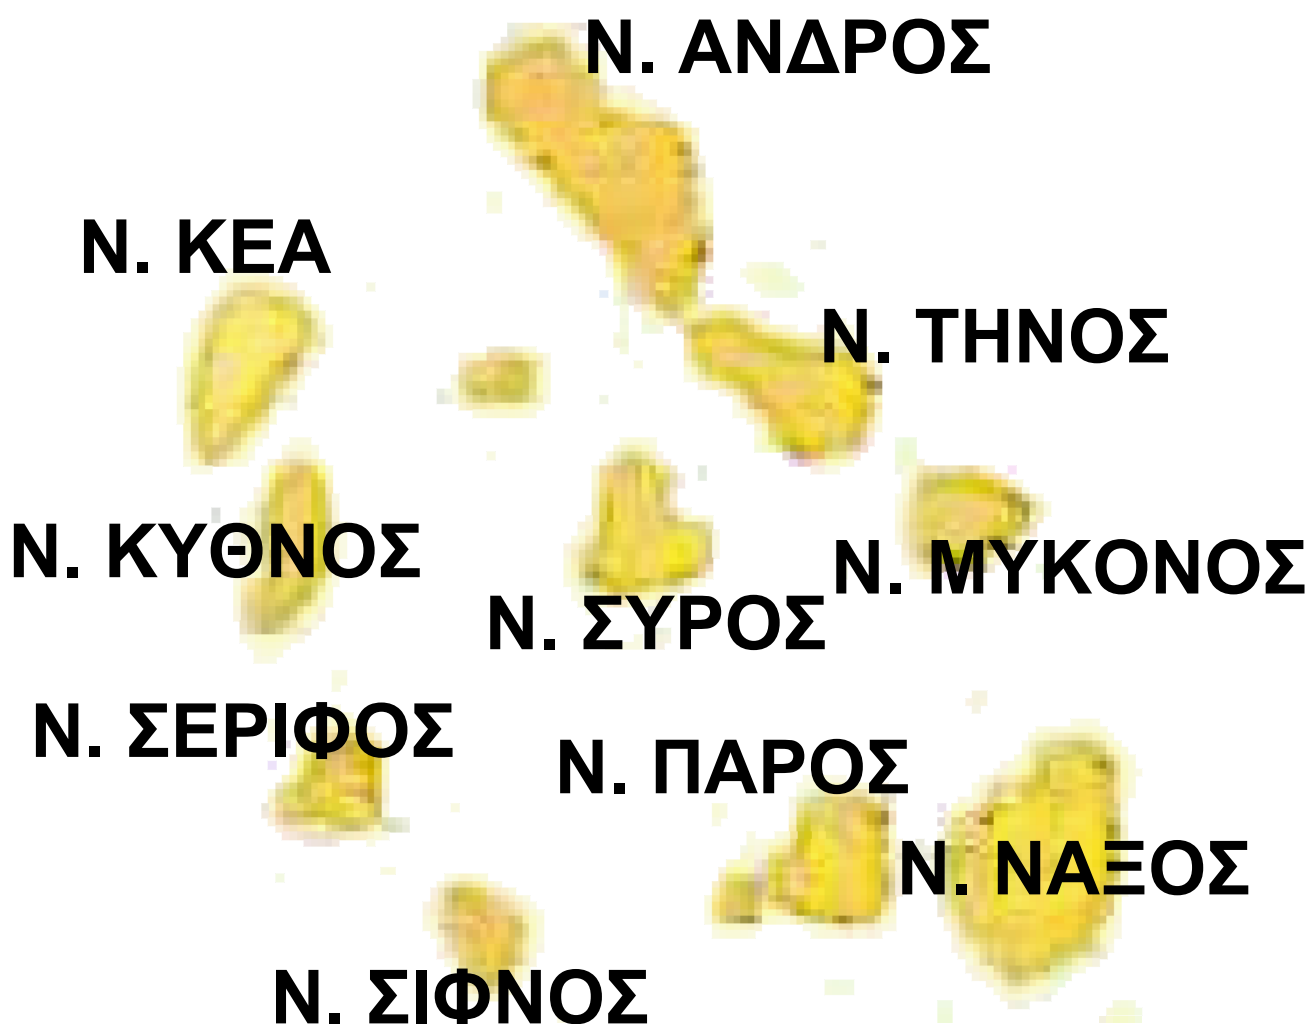 Ν. ΑΝΔΡΟΣ
Ν. ΚΕΑ
Ν. ΤΗΝΟΣ
Ν. ΚΥΘΝΟΣ
Ν. ΜΥΚΟΝΟΣ
Ν. ΣΥΡΟΣ
Ν. ΣΕΡΙΦΟΣ
Ν. ΠΑΡΟΣ
Ν. ΝΑΞΟΣ
Ν. ΣΙΦΝΟΣ